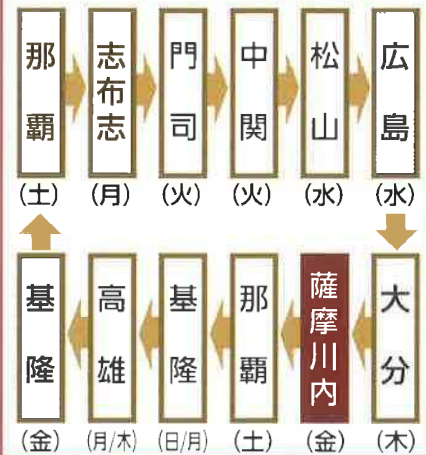 那覇
志布志
門司
中関
松山
広島
(土)
(月)
(火)
(火)
(水)
(水)
基隆
高雄
基隆
那覇
薩摩川内
大分
(金)
(月/木)
(日/月)
(土)
(金)
(木)